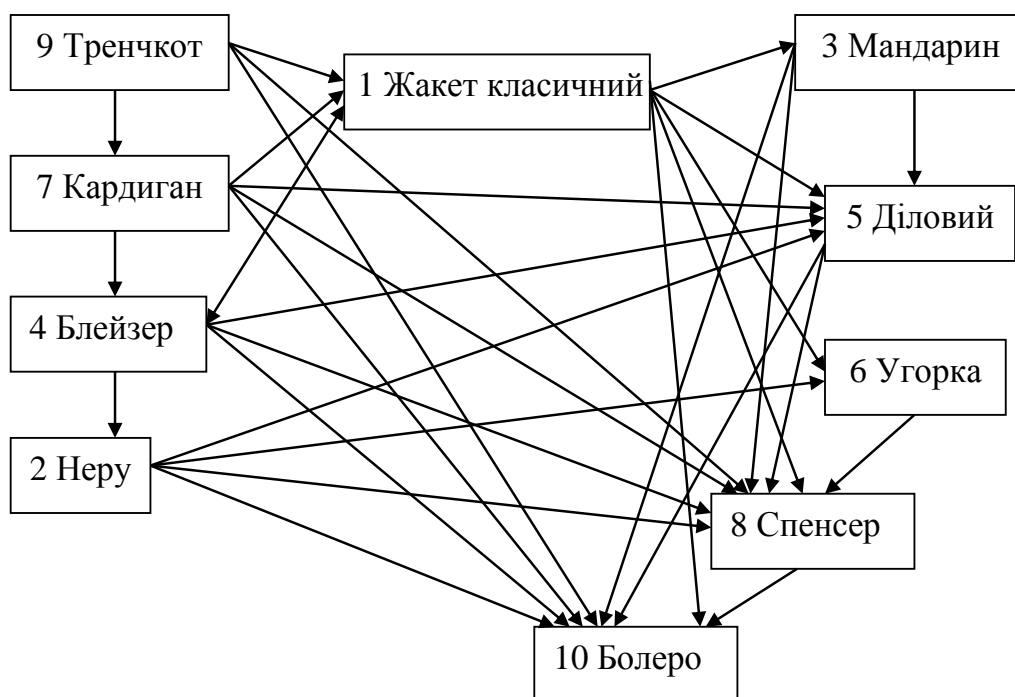 9 Тренчкот
1 Жакет класичний
3 Мандарин
7 Кардиган
5 Діловий
4 Блейзер
6 Угорка
2 Неру
8 Спенсер
10 Болеро